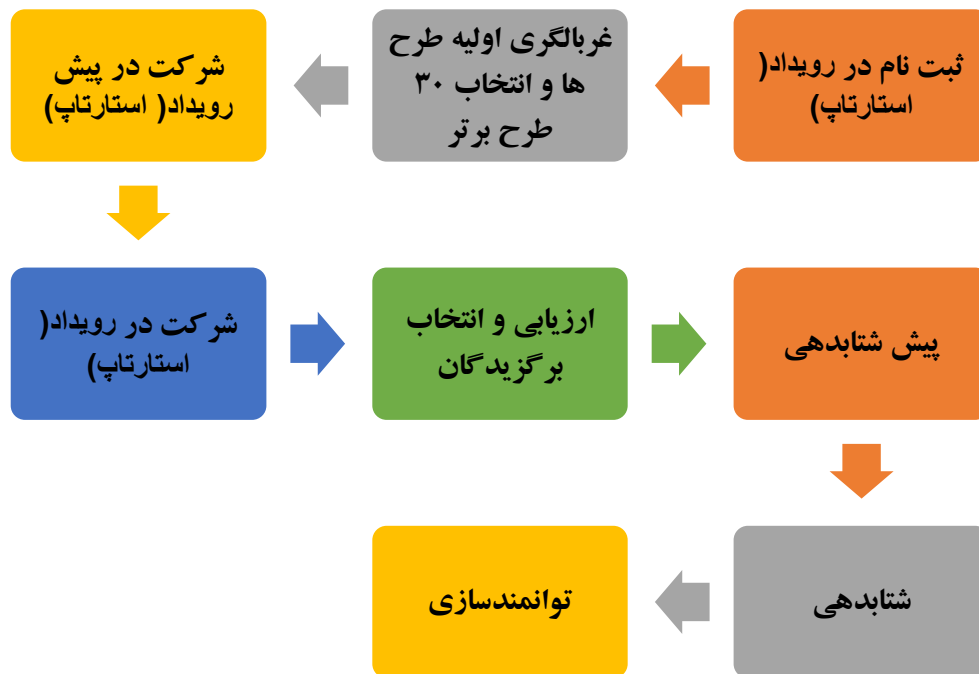 ثبت نام در رویداد(
استارتاپ)
غربالگری اولیه طرح
ها و انتخاب ۳۰
طرح برتر
شرکت در پیش
رویداد( استارتاپ)
شرکت در رویداد(
استارتاپ)
ارزیابی و انتخاب
برگزیدگان
پیش شتابدهی
شتابدهی
توانمندسازی